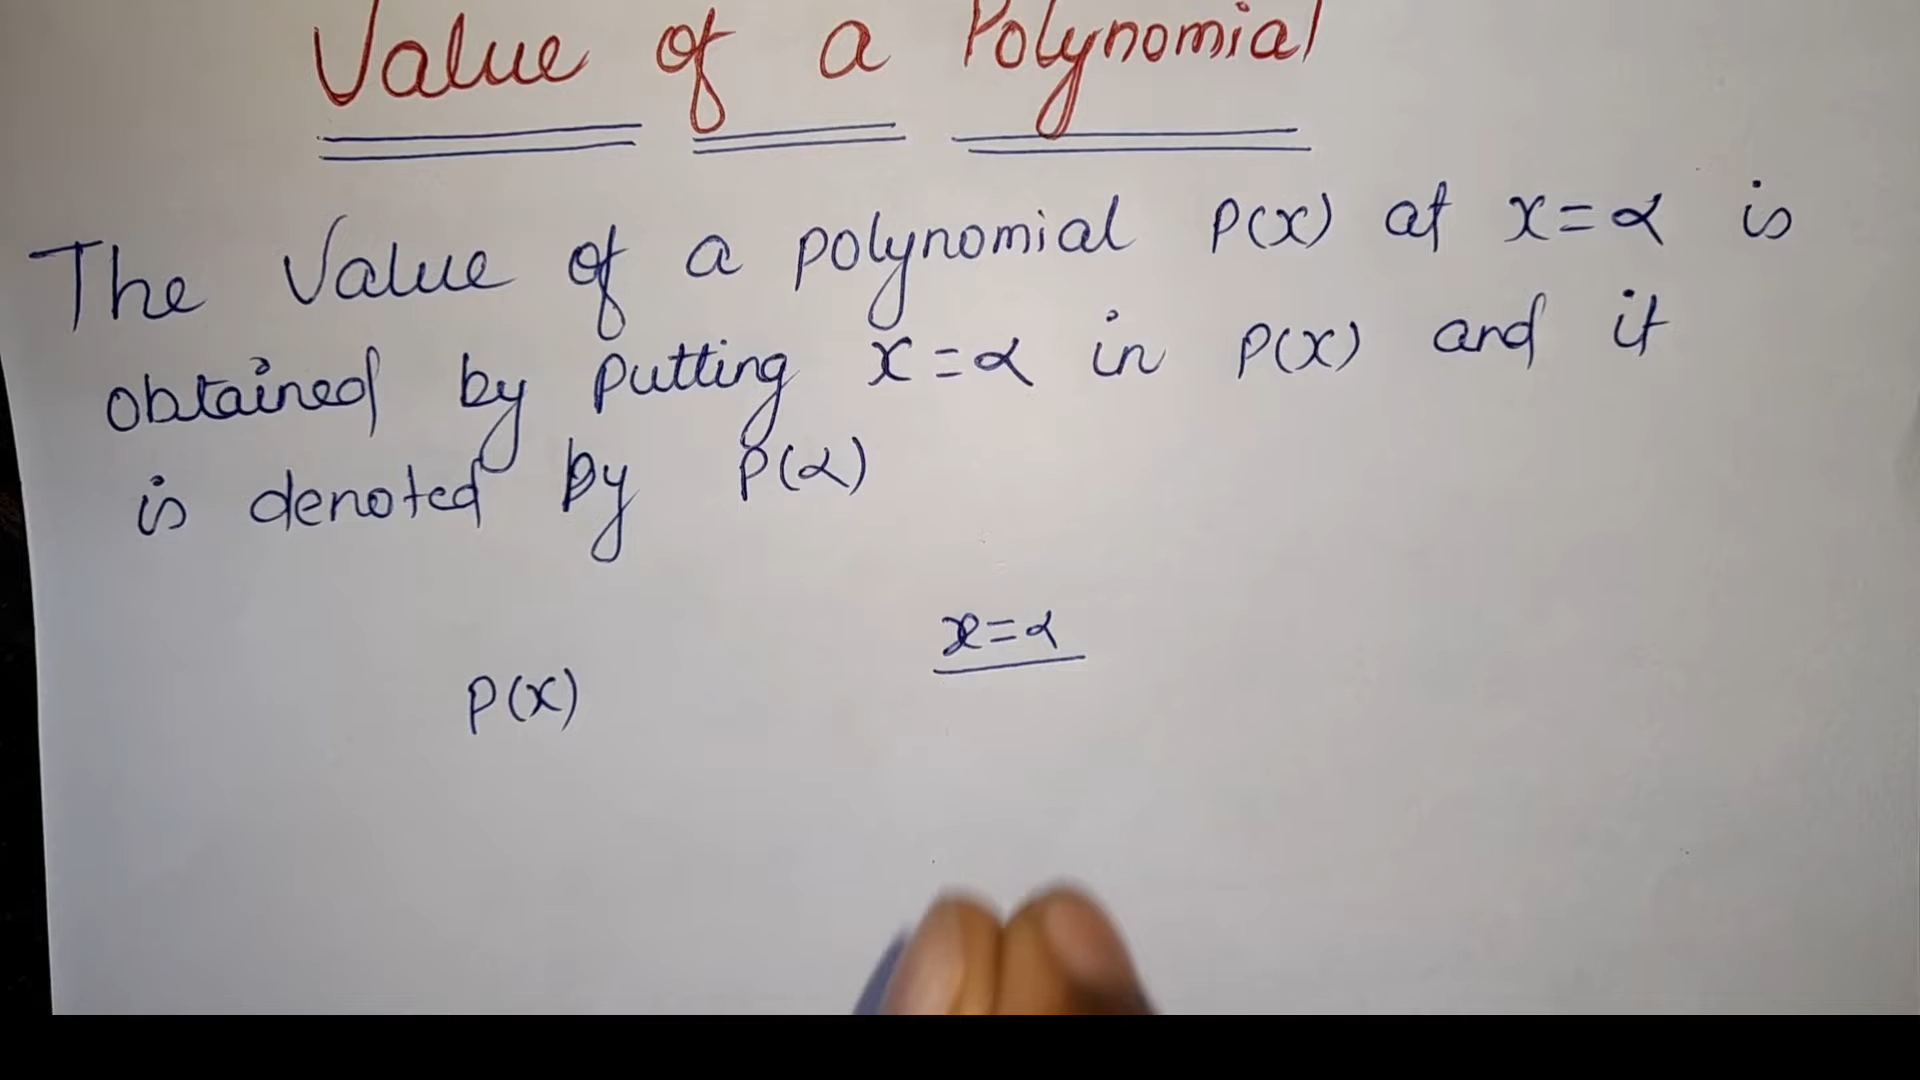 Value of a Polynomial
The Value of a polynomial P(x) at x=α is
obtained by putting x=α in P(x) and it
is denoted by P(α)
x=α
P(x)